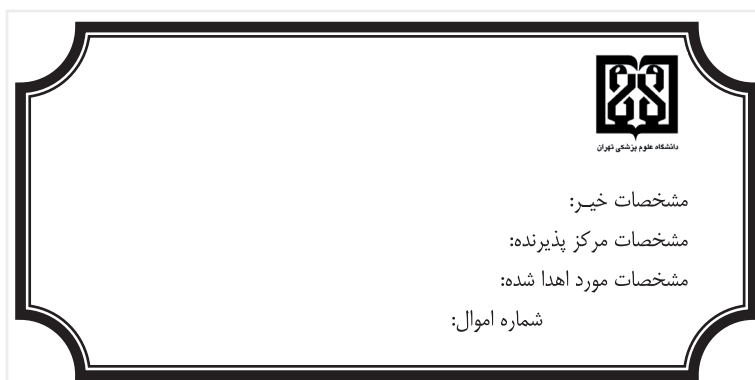 دانشگاه علوم پزشکی تهران
مشخصات خیـر:
مشخصات مرکز پذیرنده:
مشخصات مورد اهدا شده:
شماره اموال: